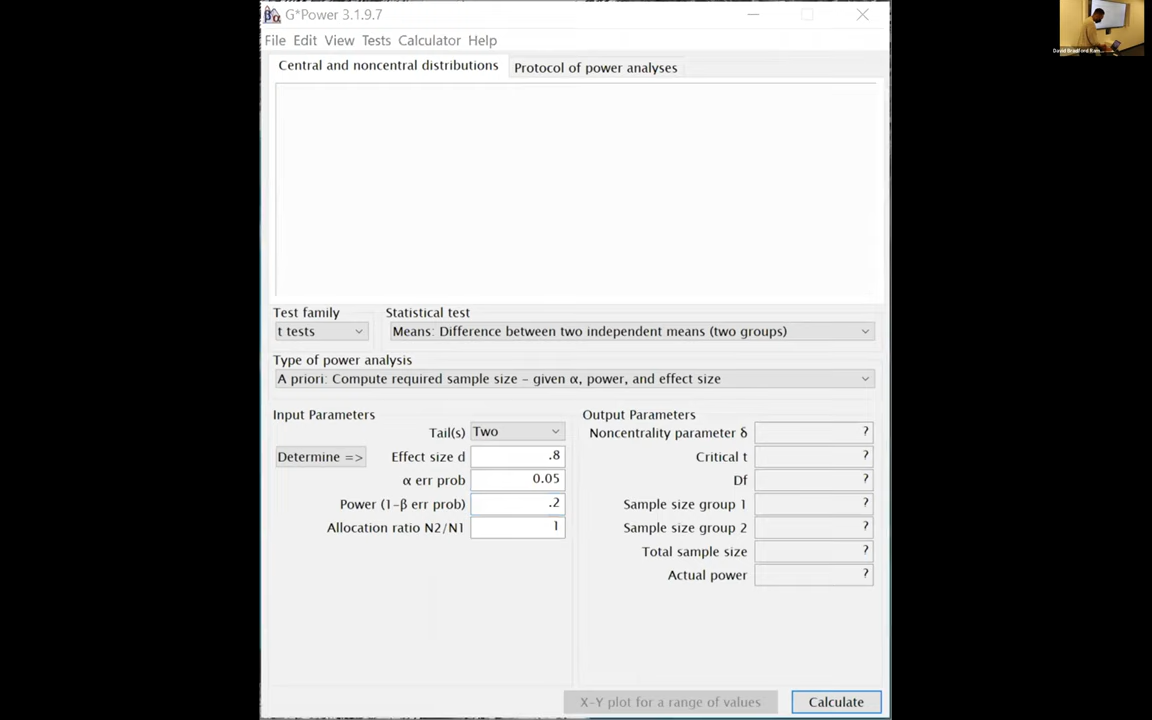 G*Power 3.1.9.7
File Edit View Tests Calculator Help
Central and noncentral distributions Protocol of power analyses
Test family Statistical test
t tests Means: Difference between two independent means (two groups)
Type of power analysis
A priori: Compute required sample size – given α, power, and effect size
Input Parameters Output Parameters
Tail(s) Two Noncentrality parameter δ ?
Determine => Effect size d .8 Critical t ?
α err prob 0.05 Df ?
Power (1-β err prob) .2 Sample size group 1 ?
Allocation ratio N2/N1 1 Sample size group 2 ?
Total sample size ?
Actual power ?
X-Y plot for a range of values Calculate
David Bradford Ram...